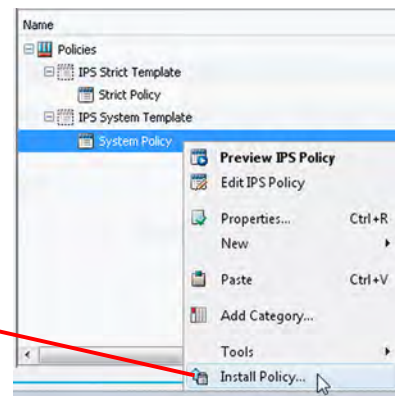 Name
Policies
IPS Strict Template
Strict Policy
IPS System Template
System Policy
Preview IPS Policy
Edit IPS Policy
Properties... Ctrl+R
New
Paste Ctrl+V
Add Category...
Tools
Install Policy...